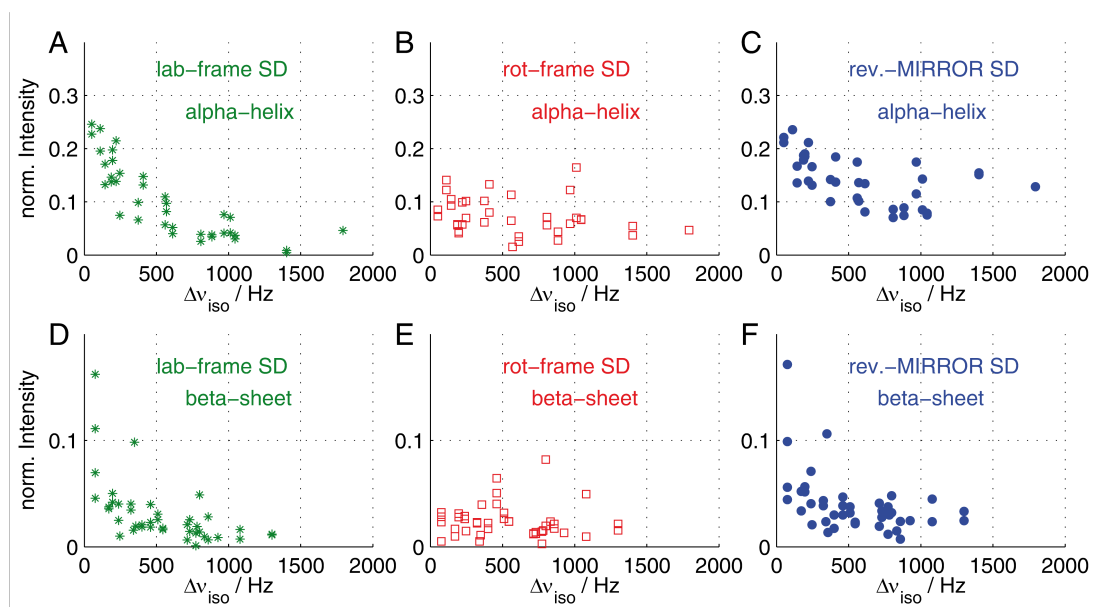 A
B
C
lab-frame SD
rot-frame SD
rev.-MIRROR SD
alpha-helix
alpha-helix
alpha-helix
norm. Intensity
0.3
0.2
0.1
0
0.3
0.2
0.1
0
0.3
0.2
0.1
0
0 500 1000 1500 2000
0 500 1000 1500 2000
0 500 1000 1500 2000
Δν_iso / Hz
Δν_iso / Hz
Δν_iso / Hz
D
E
F
lab-frame SD
rot-frame SD
rev.-MIRROR SD
beta-sheet
beta-sheet
beta-sheet
norm. Intensity
0.1
0
0.1
0
0.1
0
0 500 1000 1500 2000
0 500 1000 1500 2000
0 500 1000 1500 2000
Δν_iso / Hz
Δν_iso / Hz
Δν_iso / Hz